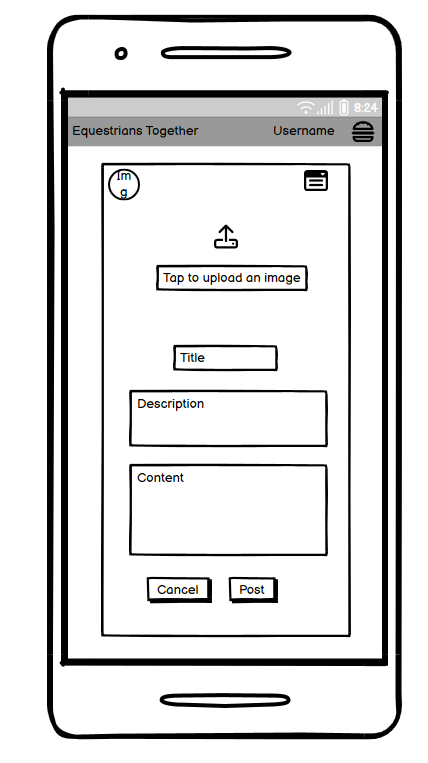 8:24
Equestrians Together Username
Im
g
Tap to upload an image
Title
Description
Content
Cancel Post